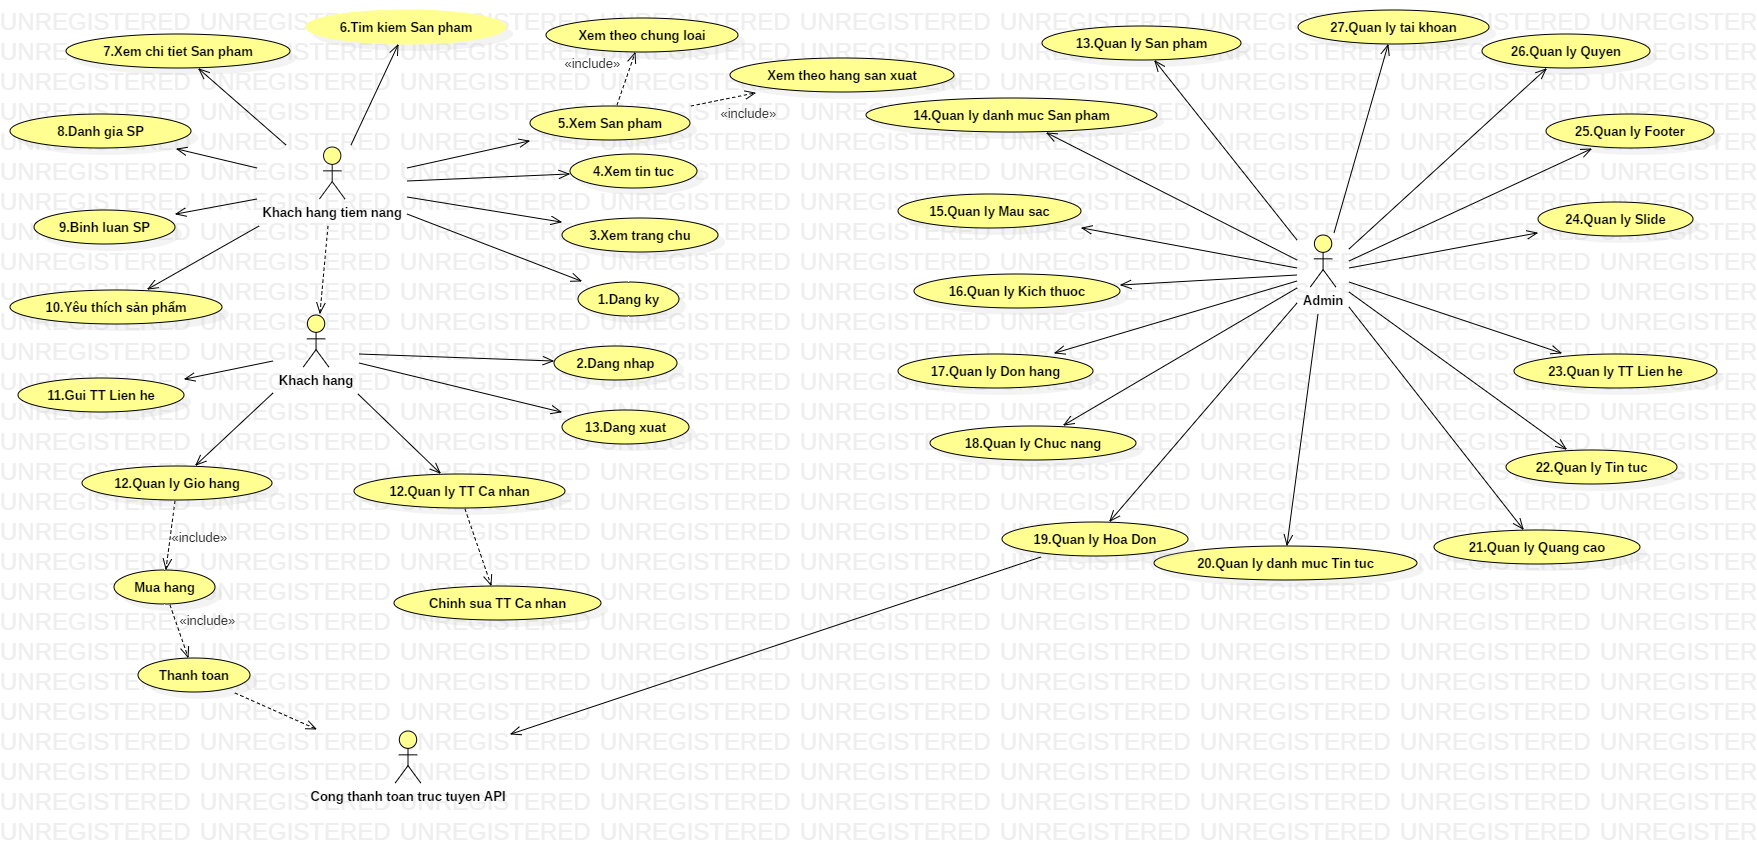 6.Tim kiem San pham
7.Xem chi tiet San pham
Xem theo chung loai
«include»
Xem theo hang san xuat
«include»
8.Danh gia SP
5.Xem San pham
4.Xem tin tuc
Khach hang tiem nang
9.Binh luan SP
3.Xem trang chu
10.Yêu thích sản phẩm
1.Dang ky
2.Dang nhap
Khach hang
11.Gui TT Lien he
13.Dang xuat
12.Quan ly Gio hang
12.Quan ly TT Ca nhan
«include»
Mua hang
Chinh sua TT Ca nhan
«include»
Thanh toan
Cong thanh toan truc tuyen API
27.Quan ly tai khoan
13.Quan ly San pham
26.Quan ly Quyen
14.Quan ly danh muc San pham
25.Quan ly Footer
15.Quan ly Mau sac
24.Quan ly Slide
16.Quan ly Kich thuoc
Admin
17.Quan ly Don hang
23.Quan ly TT Lien he
18.Quan ly Chuc nang
22.Quan ly Tin tuc
19.Quan ly Hoa Don
21.Quan ly Quang cao
20.Quan ly danh muc Tin tuc
UNREGISTERED